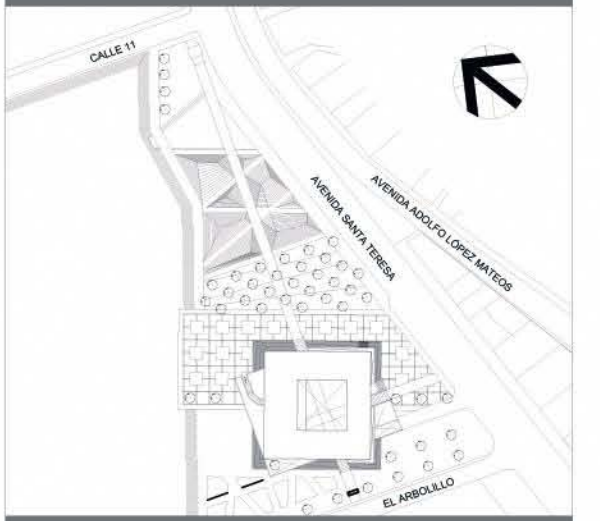 CALLE 11
AVENIDA SANTA TERESA
AVENIDA ADOLFO LÓPEZ MATEOS
EL ARBOLILLO